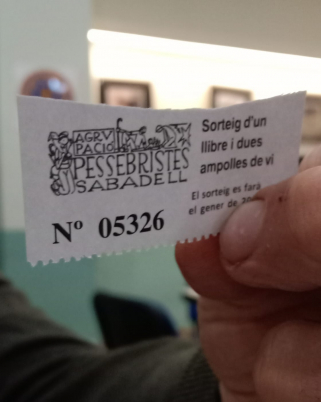 AGRUPACIÓ
PESSEBRISTES
SABADELL
Nº 05326
Sorteig d'un
llibre i dues
ampolles de vi
El sorteig es farà
el gener de